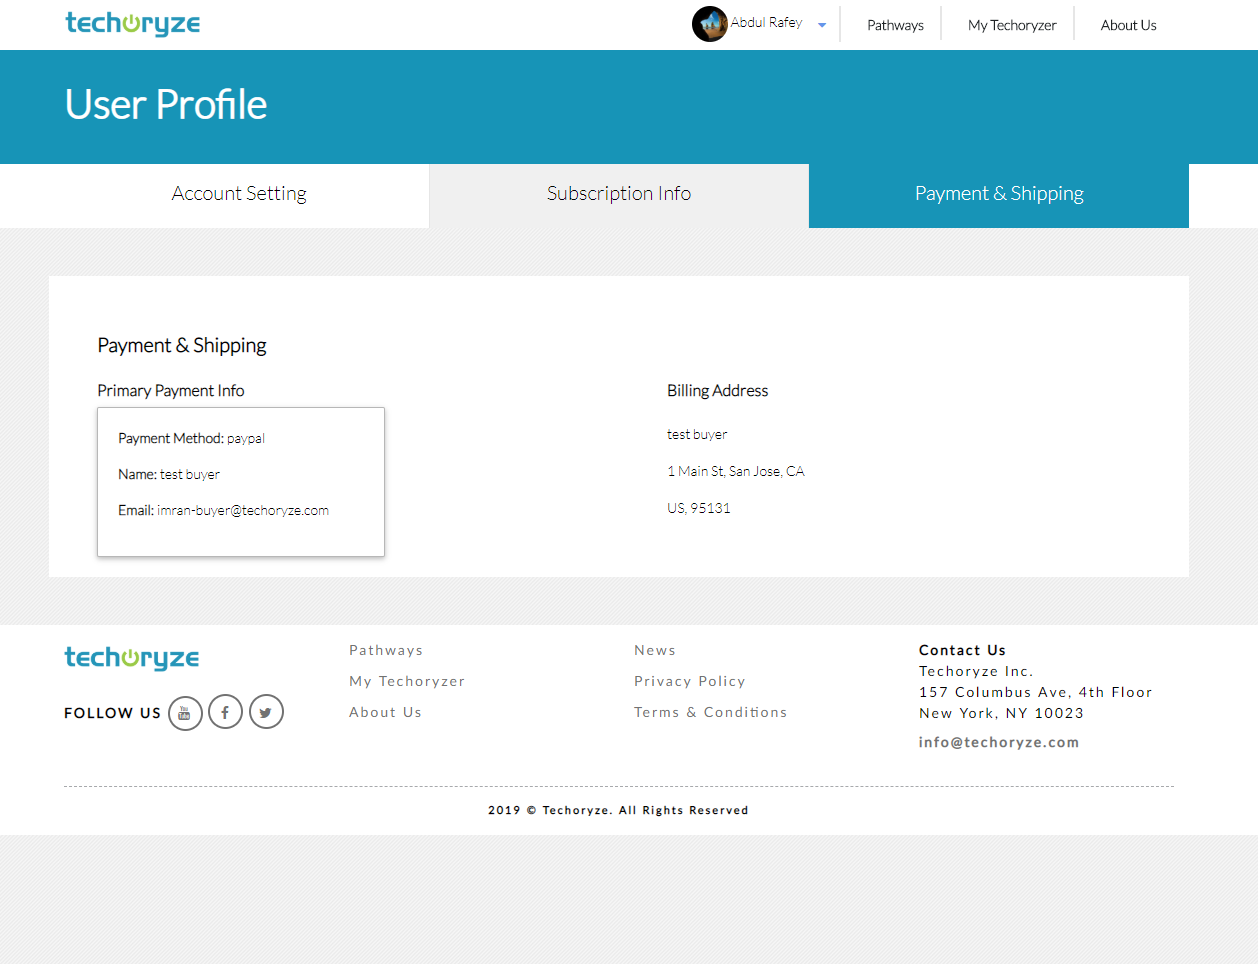 techoryze
Abdul Rafey
Pathways
My Techoryzer
About Us
User Profile
Account Setting
Subscription Info
Payment & Shipping
Payment & Shipping
Primary Payment Info
Payment Method: paypal
Name: test buyer
Email: imran-buyer@techoryze.com
Billing Address
test buyer
1 Main St, San Jose, CA
US, 95131
techoryze
FOLLOW US
You Tube
Pathways
My Techoryzer
About Us
News
Privacy Policy
Terms & Conditions
Contact Us
Techoryze Inc.
157 Columbus Ave, 4th Floor
New York, NY 10023
info@techoryze.com
2019 © Techoryze. All Rights Reserved